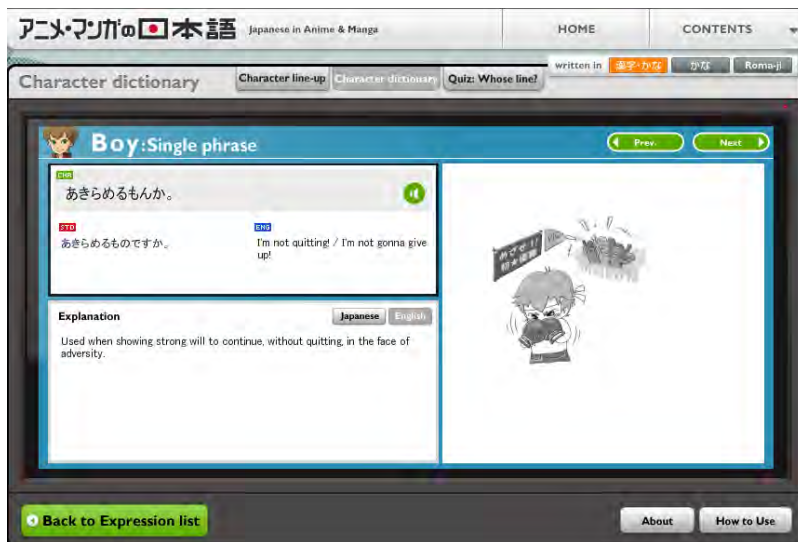 アニメ・マンガの日本語 Japanese in Anime & Manga HOME CONTENTS
Character dictionary Character line-up Character dictionary Quiz: Whose line? written in 漢字・かな かな Roma-ji
Boy:Single phrase Prev. Next
CHR
あきらめるもんか。
STD ENG
あきらめるものですか。 I'm not quitting! / I'm not gonna give
up!
Explanation Japanese English
Used when showing strong will to continue, without quitting, in the face of
adversity.
めざせ!!
Back to Expression list About How to Use